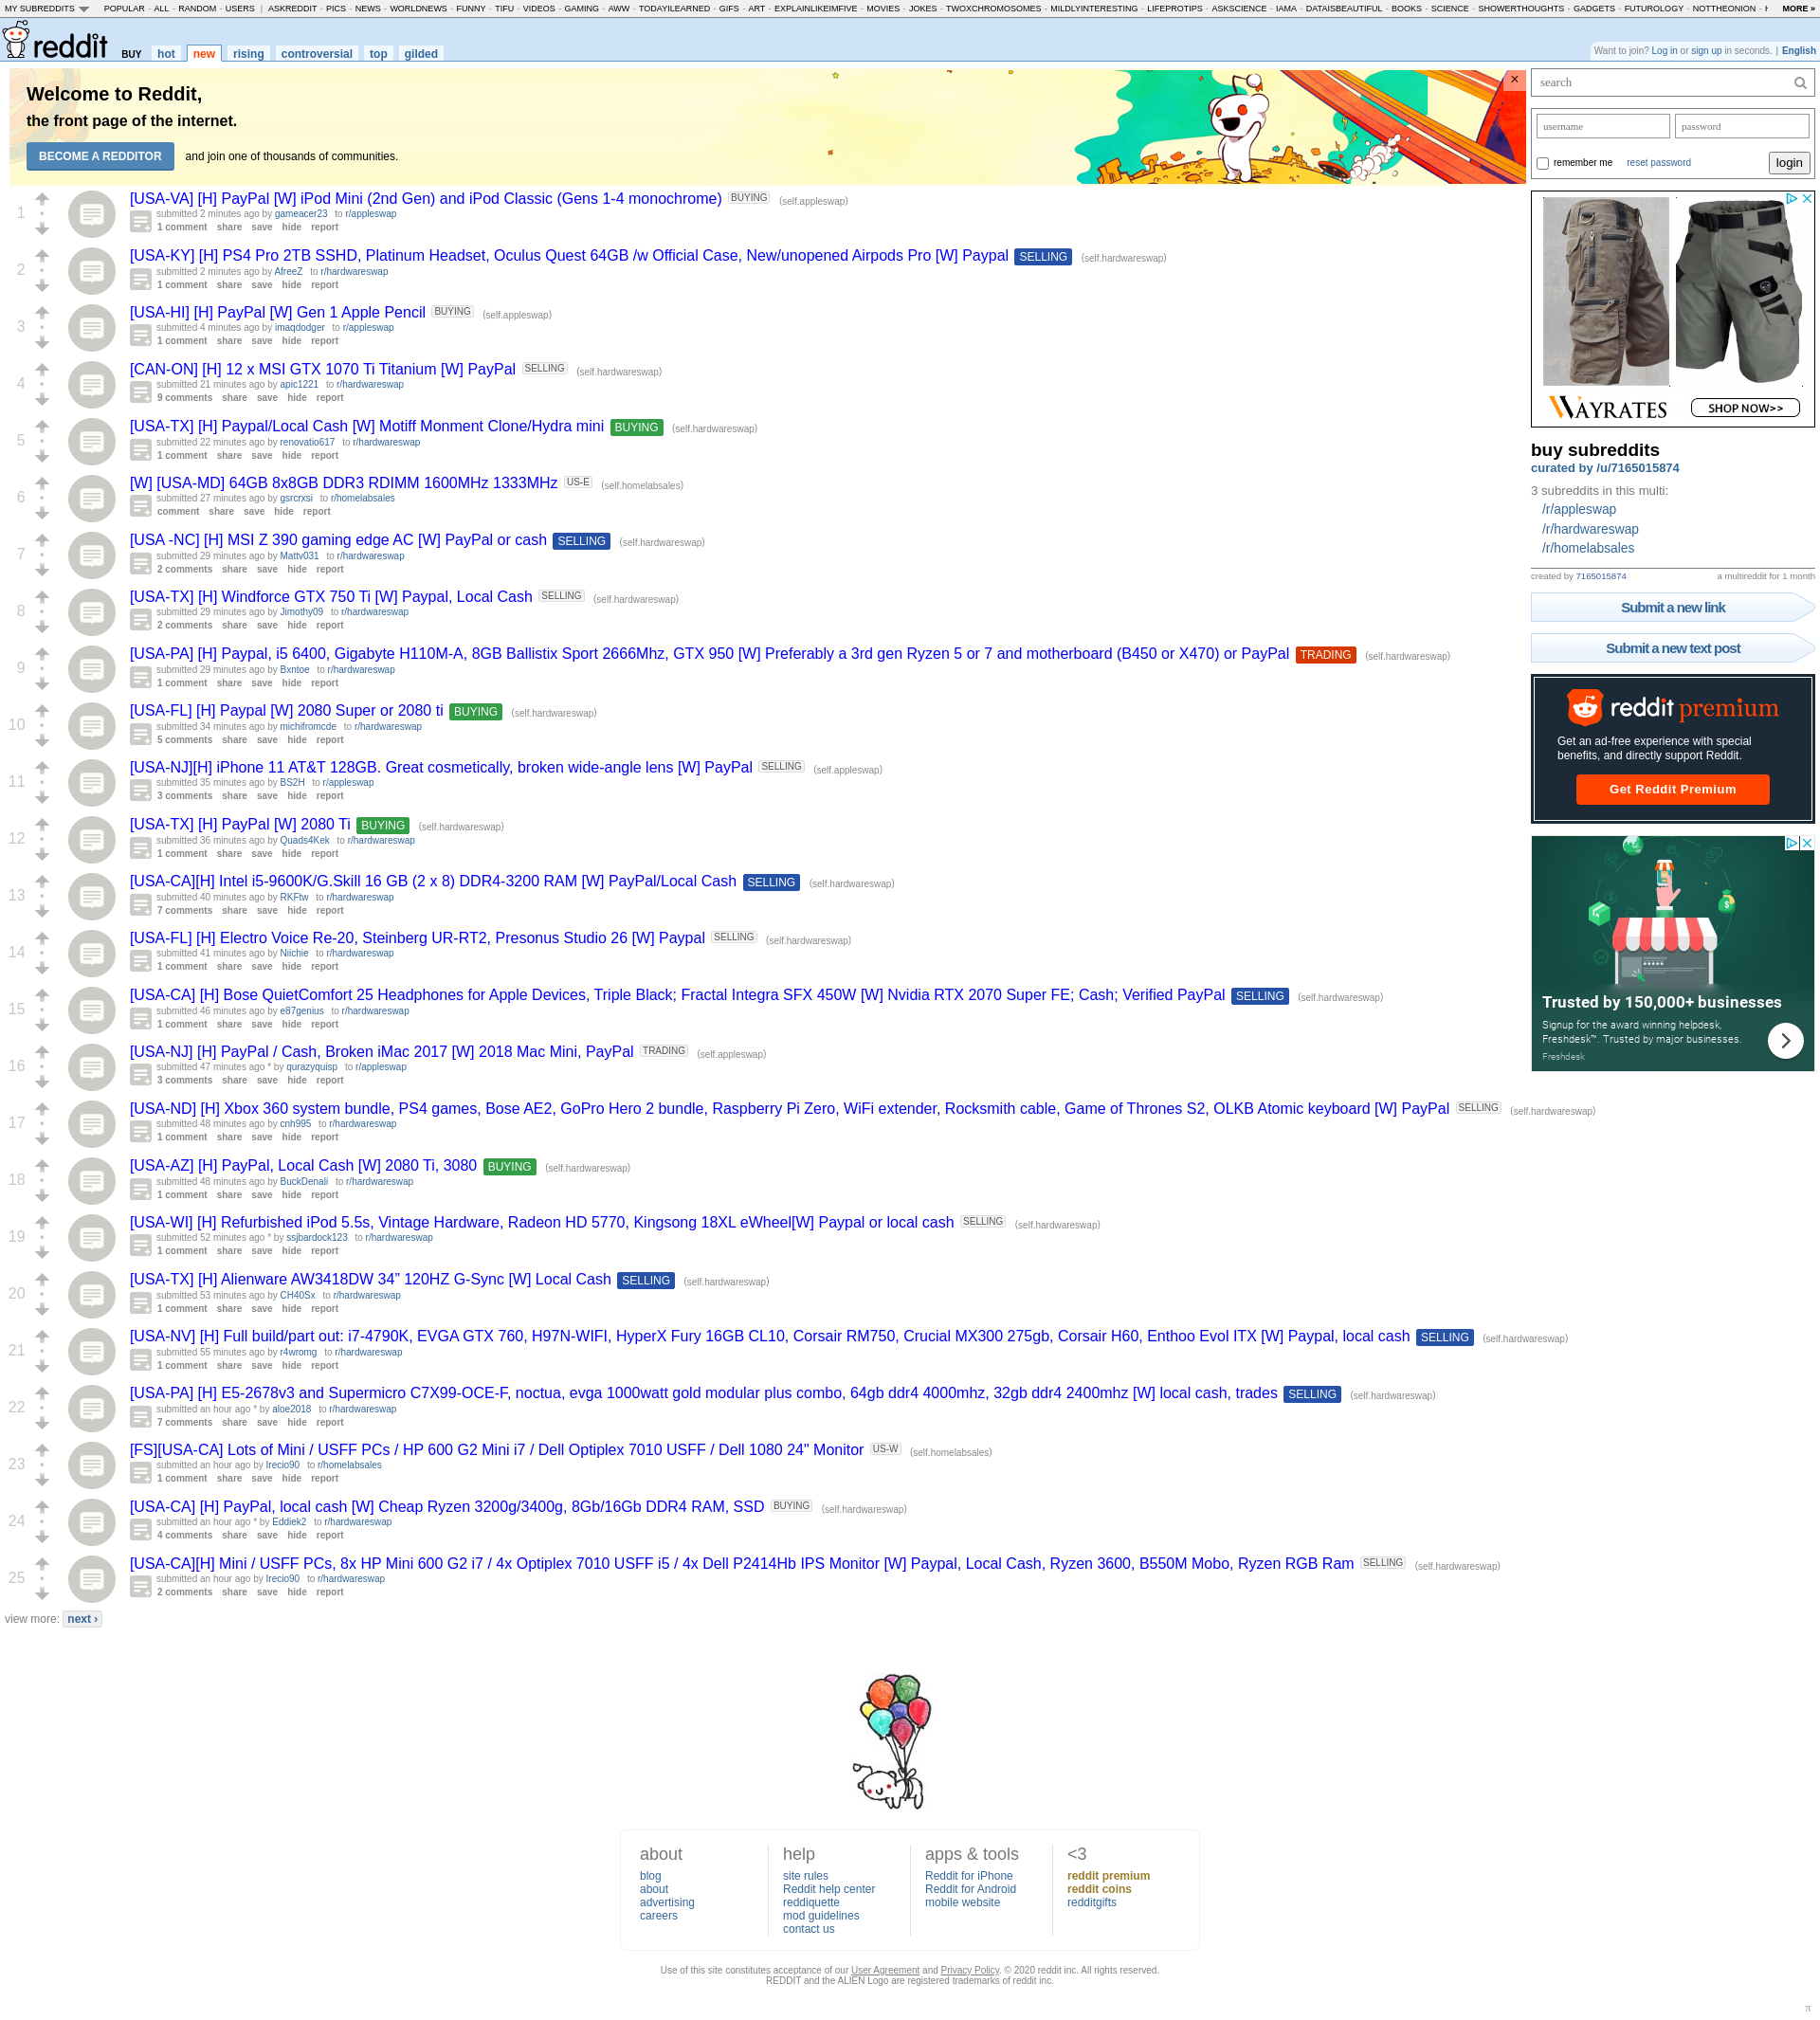 MY SUBREDDITS POPULAR - ALL - RANDOM - USERS | ASKREDDIT - PICS - NEWS - WORLDNEWS - FUNNY - TIFU - VIDEOS - GAMING - AWW - TODAYILEARNED - GIFS - ART - EXPLAINLIKEIMFIVE - MOVIES - JOKES - TWOXCHROMOSOMES - MILDLYINTERESTING - LIFEPROTIPS - ASKSCIENCE - IAMA - DATAISBEAUTIFUL - BOOKS - SCIENCE - SHOWERTHOUGHTS - GADGETS - FUTUROLOGY - NOTTHEONION - MORE »
reddit BUY hot new rising controversial top gilded
Want to join? Log in or sign up in seconds. | English
Welcome to Reddit,
the front page of the internet.
BECOME A REDDITOR and join one of thousands of communities.
×
1
[USA-VA] [H] PayPal [W] iPod Mini (2nd Gen) and iPod Classic (Gens 1-4 monochrome) BUYING (self.appleswap)
submitted 2 minutes ago by gameacer23 to r/appleswap
1 comment share save hide report
2
[USA-KY] [H] PS4 Pro 2TB SSHD, Platinum Headset, Oculus Quest 64GB /w Official Case, New/unopened Airpods Pro [W] Paypal SELLING (self.hardwareswap)
submitted 2 minutes ago by AfreeZ to r/hardwareswap
1 comment share save hide report
3
[USA-HI] [H] PayPal [W] Gen 1 Apple Pencil BUYING (self.appleswap)
submitted 4 minutes ago by imaqdodger to r/appleswap
1 comment share save hide report
4
[CAN-ON] [H] 12 x MSI GTX 1070 Ti Titanium [W] PayPal SELLING (self.hardwareswap)
submitted 21 minutes ago by apic1221 to r/hardwareswap
9 comments share save hide report
5
[USA-TX] [H] Paypal/Local Cash [W] Motiff Monment Clone/Hydra mini BUYING (self.hardwareswap)
submitted 22 minutes ago by renovatio617 to r/hardwareswap
1 comment share save hide report
6
[W] [USA-MD] 64GB 8x8GB DDR3 RDIMM 1600MHz 1333MHz US-E (self.homelabsales)
submitted 27 minutes ago by gsrcrxsi to r/homelabsales
comment share save hide report
7
[USA -NC] [H] MSI Z 390 gaming edge AC [W] PayPal or cash SELLING (self.hardwareswap)
submitted 29 minutes ago by Mattv031 to r/hardwareswap
2 comments share save hide report
8
[USA-TX] [H] Windforce GTX 750 Ti [W] Paypal, Local Cash SELLING (self.hardwareswap)
submitted 29 minutes ago by Jimothy09 to r/hardwareswap
2 comments share save hide report
9
[USA-PA] [H] Paypal, i5 6400, Gigabyte H110M-A, 8GB Ballistix Sport 2666Mhz, GTX 950 [W] Preferably a 3rd gen Ryzen 5 or 7 and motherboard (B450 or X470) or PayPal TRADING (self.hardwareswap)
submitted 29 minutes ago by Bxntoe to r/hardwareswap
1 comment share save hide report
10
[USA-FL] [H] Paypal [W] 2080 Super or 2080 ti BUYING (self.hardwareswap)
submitted 34 minutes ago by michifromcde to r/hardwareswap
5 comments share save hide report
11
[USA-NJ][H] iPhone 11 AT&T 128GB. Great cosmetically, broken wide-angle lens [W] PayPal SELLING (self.appleswap)
submitted 35 minutes ago by BS2H to r/appleswap
3 comments share save hide report
12
[USA-TX] [H] PayPal [W] 2080 Ti BUYING (self.hardwareswap)
submitted 36 minutes ago by Quads4Kek to r/hardwareswap
1 comment share save hide report
13
[USA-CA][H] Intel i5-9600K/G.Skill 16 GB (2 x 8) DDR4-3200 RAM [W] PayPal/Local Cash SELLING (self.hardwareswap)
submitted 40 minutes ago by RKFtw to r/hardwareswap
7 comments share save hide report
14
[USA-FL] [H] Electro Voice Re-20, Steinberg UR-RT2, Presonus Studio 26 [W] Paypal SELLING (self.hardwareswap)
submitted 41 minutes ago by Niichie to r/hardwareswap
1 comment share save hide report
15
[USA-CA] [H] Bose QuietComfort 25 Headphones for Apple Devices, Triple Black; Fractal Integra SFX 450W [W] Nvidia RTX 2070 Super FE; Cash; Verified PayPal SELLING (self.hardwareswap)
submitted 46 minutes ago by e87genius to r/hardwareswap
1 comment share save hide report
16
[USA-NJ] [H] PayPal / Cash, Broken iMac 2017 [W] 2018 Mac Mini, PayPal TRADING (self.appleswap)
submitted 47 minutes ago * by qurazyquisp to r/appleswap
3 comments share save hide report
17
[USA-ND] [H] Xbox 360 system bundle, PS4 games, Bose AE2, GoPro Hero 2 bundle, Raspberry Pi Zero, WiFi extender, Rocksmith cable, Game of Thrones S2, OLKB Atomic keyboard [W] PayPal SELLING (self.hardwareswap)
submitted 48 minutes ago by cnh995 to r/hardwareswap
1 comment share save hide report
18
[USA-AZ] [H] PayPal, Local Cash [W] 2080 Ti, 3080 BUYING (self.hardwareswap)
submitted 48 minutes ago by BuckDenali to r/hardwareswap
1 comment share save hide report
19
[USA-WI] [H] Refurbished iPod 5.5s, Vintage Hardware, Radeon HD 5770, Kingsong 18XL eWheel[W] Paypal or local cash SELLING (self.hardwareswap)
submitted 52 minutes ago * by ssjbardock123 to r/hardwareswap
1 comment share save hide report
20
[USA-TX] [H] Alienware AW3418DW 34” 120HZ G-Sync [W] Local Cash SELLING (self.hardwareswap)
submitted 53 minutes ago by CH40Sx to r/hardwareswap
1 comment share save hide report
21
[USA-NV] [H] Full build/part out: i7-4790K, EVGA GTX 760, H97N-WIFI, HyperX Fury 16GB CL10, Corsair RM750, Crucial MX300 275gb, Corsair H60, Enthoo Evol ITX [W] Paypal, local cash SELLING (self.hardwareswap)
submitted 55 minutes ago by r4wromg to r/hardwareswap
1 comment share save hide report
22
[USA-PA] [H] E5-2678v3 and Supermicro C7X99-OCE-F, noctua, evga 1000watt gold modular plus combo, 64gb ddr4 4000mhz, 32gb ddr4 2400mhz [W] local cash, trades SELLING (self.hardwareswap)
submitted an hour ago * by aloe2018 to r/hardwareswap
7 comments share save hide report
23
[FS][USA-CA] Lots of Mini / USFF PCs / HP 600 G2 Mini i7 / Dell Optiplex 7010 USFF / Dell 1080 24" Monitor US-W (self.homelabsales)
submitted an hour ago by lrecio90 to r/homelabsales
1 comment share save hide report
24
[USA-CA] [H] PayPal, local cash [W] Cheap Ryzen 3200g/3400g, 8Gb/16Gb DDR4 RAM, SSD BUYING (self.hardwareswap)
submitted an hour ago * by Eddiek2 to r/hardwareswap
4 comments share save hide report
25
[USA-CA][H] Mini / USFF PCs, 8x HP Mini 600 G2 i7 / 4x Optiplex 7010 USFF i5 / 4x Dell P2414Hb IPS Monitor [W] Paypal, Local Cash, Ryzen 3600, B550M Mobo, Ryzen RGB Ram SELLING (self.hardwareswap)
submitted an hour ago by lrecio90 to r/hardwareswap
2 comments share save hide report
view more: next ›
search
username password
remember me reset password login
WAYRATES SHOP NOW>>
buy subreddits
curated by /u/7165015874
3 subreddits in this multi:
/r/appleswap
/r/hardwareswap
/r/homelabsales
created by 7165015874 a multireddit for 1 month
Submit a new link
Submit a new text post
reddit premium
Get an ad-free experience with special
benefits, and directly support Reddit.
Get Reddit Premium
Trusted by 150,000+ businesses
Signup for the award winning helpdesk,
Freshdesk™. Trusted by major businesses.
Freshdesk
about
blog
about
advertising
careers
help
site rules
Reddit help center
reddiquette
mod guidelines
contact us
apps & tools
Reddit for iPhone
Reddit for Android
mobile website
<3
reddit premium
reddit coins
redditgifts
Use of this site constitutes acceptance of our User Agreement and Privacy Policy. © 2020 reddit inc. All rights reserved.
REDDIT and the ALIEN Logo are registered trademarks of reddit inc.
π